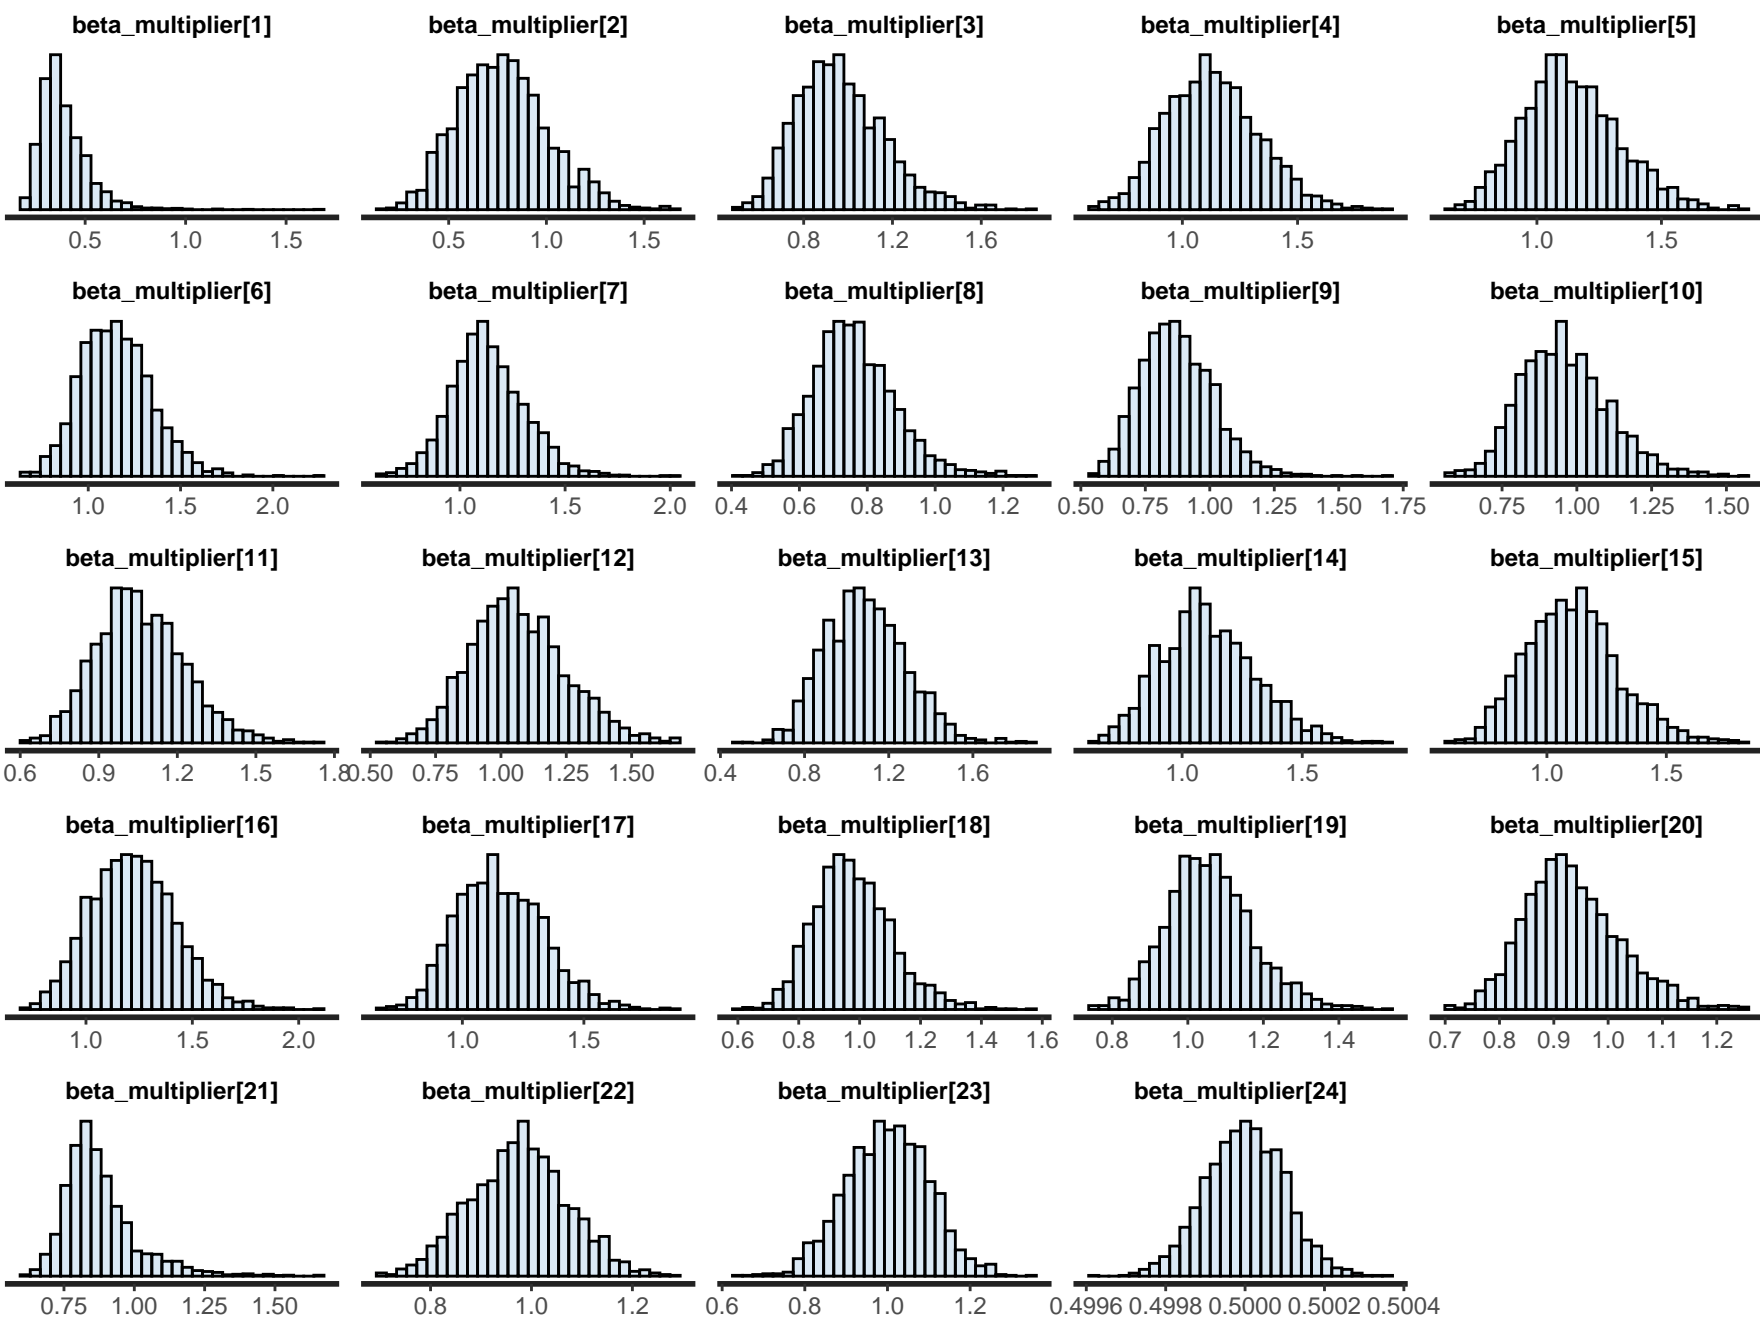 beta_multiplier[1] beta_multiplier[2] beta_multiplier[3] beta_multiplier[4] beta_multiplier[5]
0.5 1.0 1.5 0.5 1.0 1.5 0.8 1.2 1.6 1.0 1.5 1.0 1.5
beta_multiplier[6] beta_multiplier[7] beta_multiplier[8] beta_multiplier[9] beta_multiplier[10]
1.0 1.5 2.0 1.0 1.5 2.0 0.4 0.6 0.8 1.0 1.2 0.50 0.75 1.00 1.25 1.50 1.75 0.75 1.00 1.25 1.50
beta_multiplier[11] beta_multiplier[12] beta_multiplier[13] beta_multiplier[14] beta_multiplier[15]
0.6 0.9 1.2 1.5 1.8 0.50 0.75 1.00 1.25 1.50 0.4 0.8 1.2 1.6 1.0 1.5 1.0 1.5
beta_multiplier[16] beta_multiplier[17] beta_multiplier[18] beta_multiplier[19] beta_multiplier[20]
1.0 1.5 2.0 1.0 1.5 0.6 0.8 1.0 1.2 1.4 1.6 0.8 1.0 1.2 1.4 0.7 0.8 0.9 1.0 1.1 1.2
beta_multiplier[21] beta_multiplier[22] beta_multiplier[23] beta_multiplier[24]
0.75 1.00 1.25 1.50 0.8 1.0 1.2 0.6 0.8 1.0 1.2 0.4996 0.4998 0.5000 0.5002 0.5004